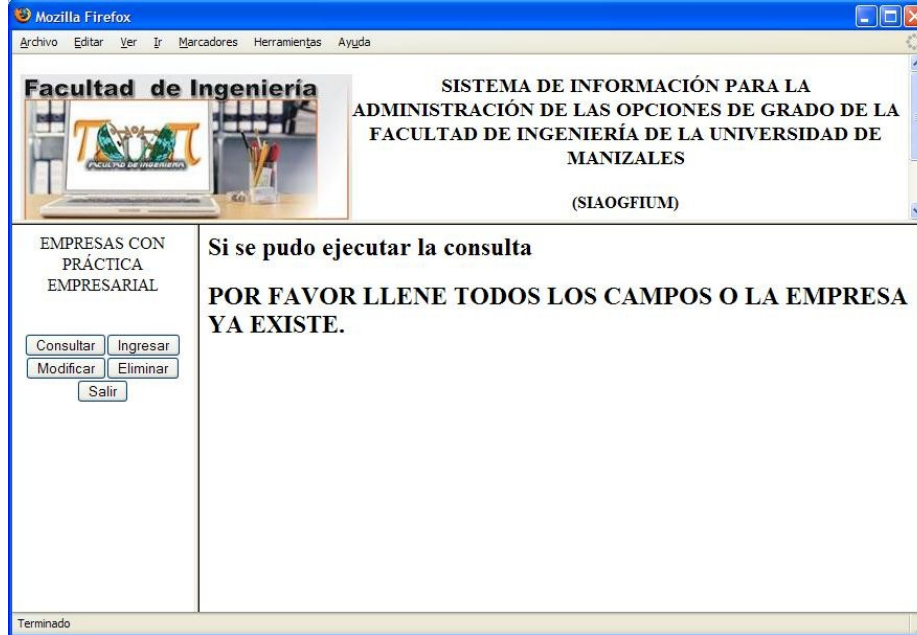 Mozilla Firefox
Archivo Editar Ver Ir Marcadores Herramientas Ayuda
Facultad de Ingeniería
FACULTAD DE INGENIERIA
SISTEMA DE INFORMACIÓN PARA LA
ADMINISTRACIÓN DE LAS OPCIONES DE GRADO DE LA
FACULTAD DE INGENIERÍA DE LA UNIVERSIDAD DE
MANIZALES
(SIAOGFIUM)
EMPRESAS CON
PRÁCTICA
EMPRESARIAL
Consultar Ingresar
Modificar Eliminar
Salir
Si se pudo ejecutar la consulta
POR FAVOR LLENE TODOS LOS CAMPOS O LA EMPRESA
YA EXISTE.
Terminado